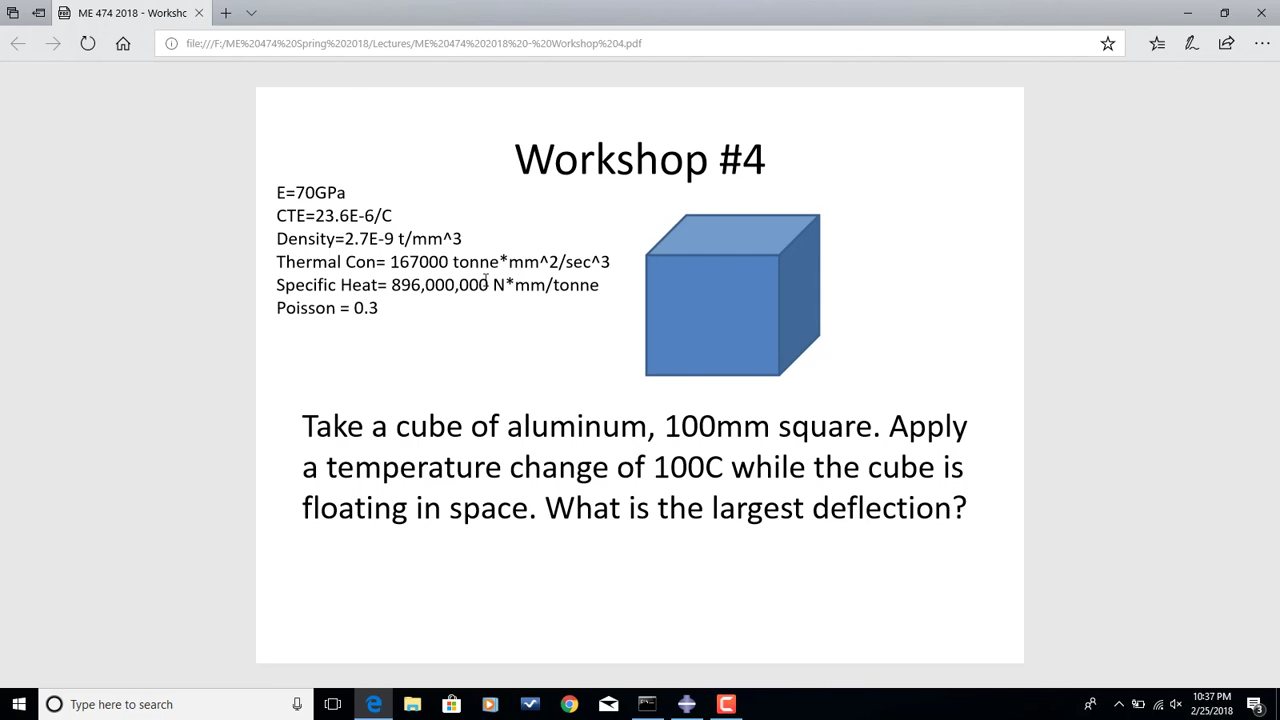 ME 474 2018 - Worksho
file:///F:/ME%20474%20Spring%202018/Lectures/ME%20474%202018%20-%20Workshop%204.pdf
Workshop #4
E=70GPa
CTE=23.6E-6/C
Density=2.7E-9 t/mm^3
Thermal Con= 167000 tonne*mm^2/sec^3
Specific Heat= 896,000,000 N*mm/tonne
Poisson = 0.3
Take a cube of aluminum, 100mm square. Apply
a temperature change of 100C while the cube is
floating in space. What is the largest deflection?
Type here to search
10:37 PM
2/25/2018